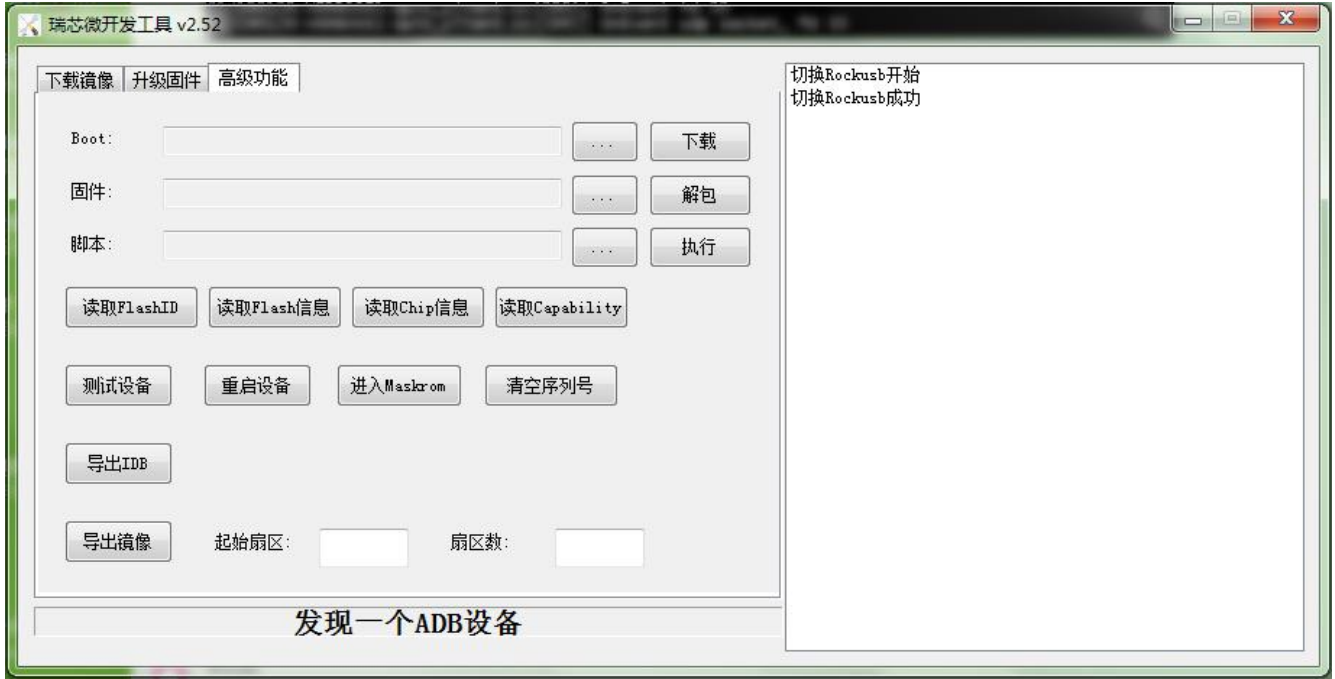 瑞芯微开发工具 v2.52
下载镜像 升级固件 高级功能
Boot: ... 下载
固件: ... 解包
脚本: ... 执行
读取FlashID 读取Flash信息 读取Chip信息 读取Capability
测试设备 重启设备 进入Maskrom 清空序列号
导出IDB
导出镜像 起始扇区: 扇区数:
发现一个ADB设备
切换Rockusb开始
切换Rockusb成功